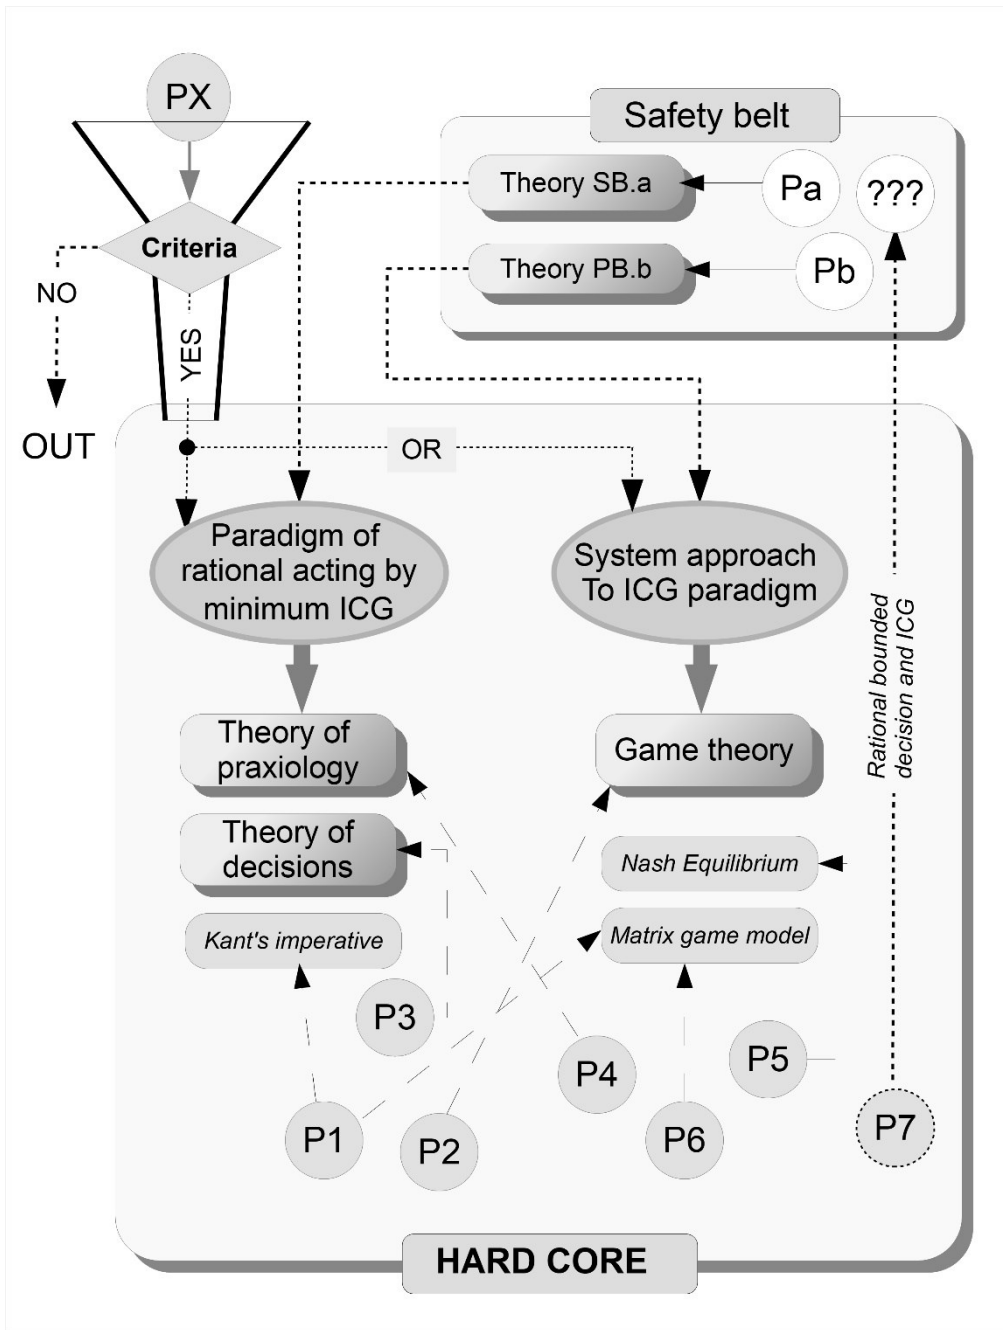 PX
Safety belt
Theory SB.a
Pa
???
Criteria
Theory PB.b
Pb
NO
YES
OUT
OR
Paradigm of
rational acting by
minimum ICG
System approach
To ICG paradigm
Rational bounded
decision and ICG
Theory of
praxiology
Game theory
Theory of
decisions
Nash Equilibrium
Kant's imperative
Matrix game model
P3
P5
P4
P1
P2
P6
P7
HARD CORE